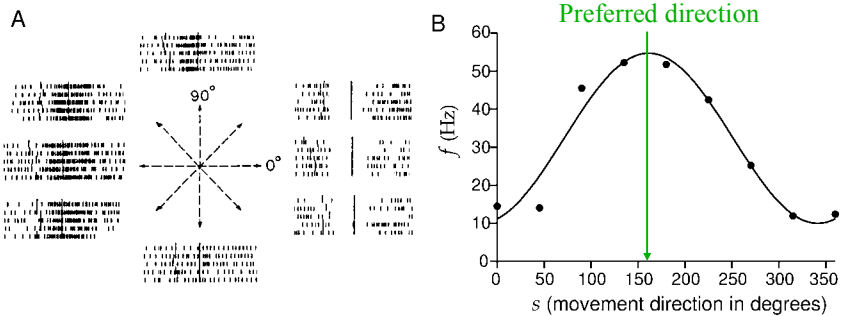 A
90°
0°
B
Preferred direction
60
50
40
30
20
10
0
f (Hz)
0 50 100 150 200 250 300 350
s (movement direction in degrees)